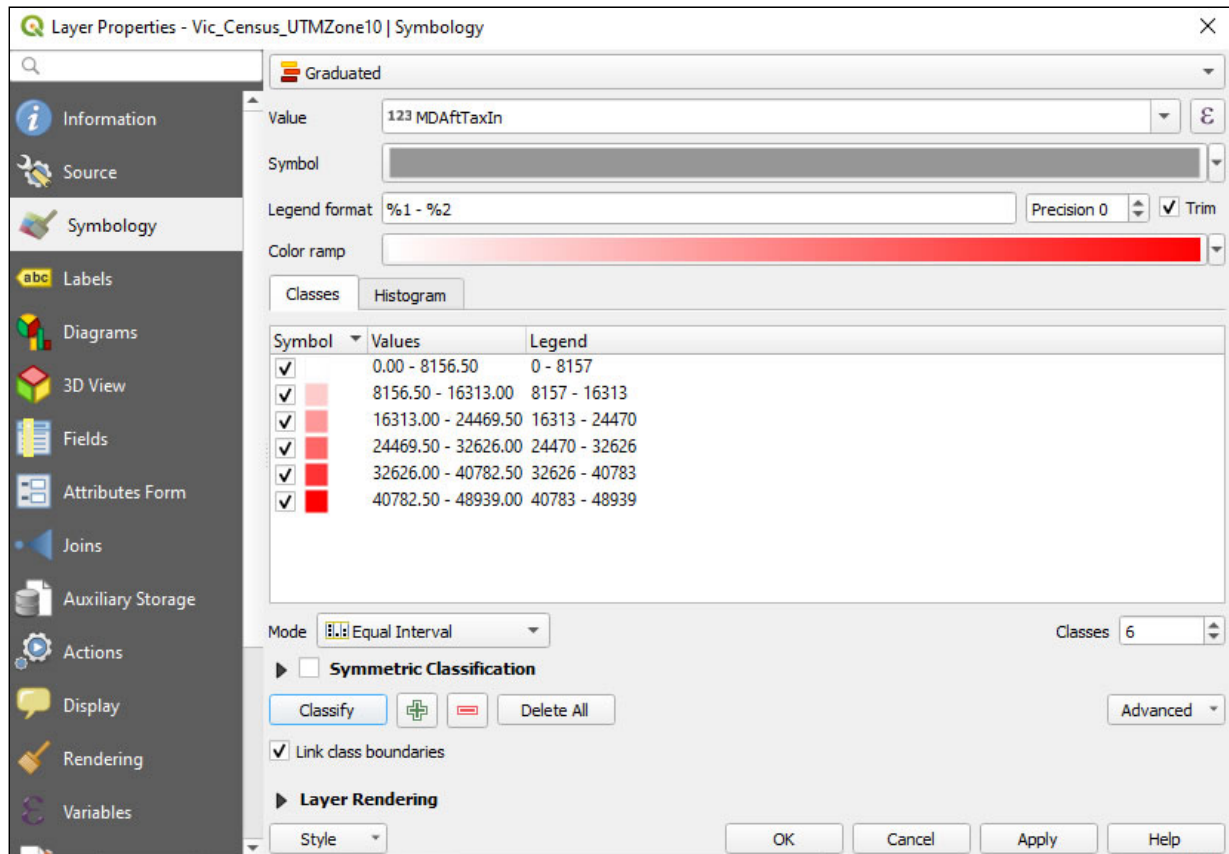 Layer Properties - Vic_Census_UTMZone10 | Symbology
Information
Source
Symbology
abc Labels
Diagrams
3D View
Fields
Attributes Form
Joins
Auxiliary Storage
Actions
Display
Rendering
Variables
Graduated
Value 123 MDAftTaxIn ε
Symbol
Legend format %1 - %2 Precision 0 Trim
Color ramp
Classes Histogram
Symbol Values Legend
0.00 - 8156.50 0 - 8157
8156.50 - 16313.00 8157 - 16313
16313.00 - 24469.50 16313 - 24470
24469.50 - 32626.00 24470 - 32626
32626.00 - 40782.50 32626 - 40783
40782.50 - 48939.00 40783 - 48939
Mode Equal Interval Classes 6
Symmetric Classification
Classify Delete All Advanced
Link class boundaries
Layer Rendering
Style OK Cancel Apply Help